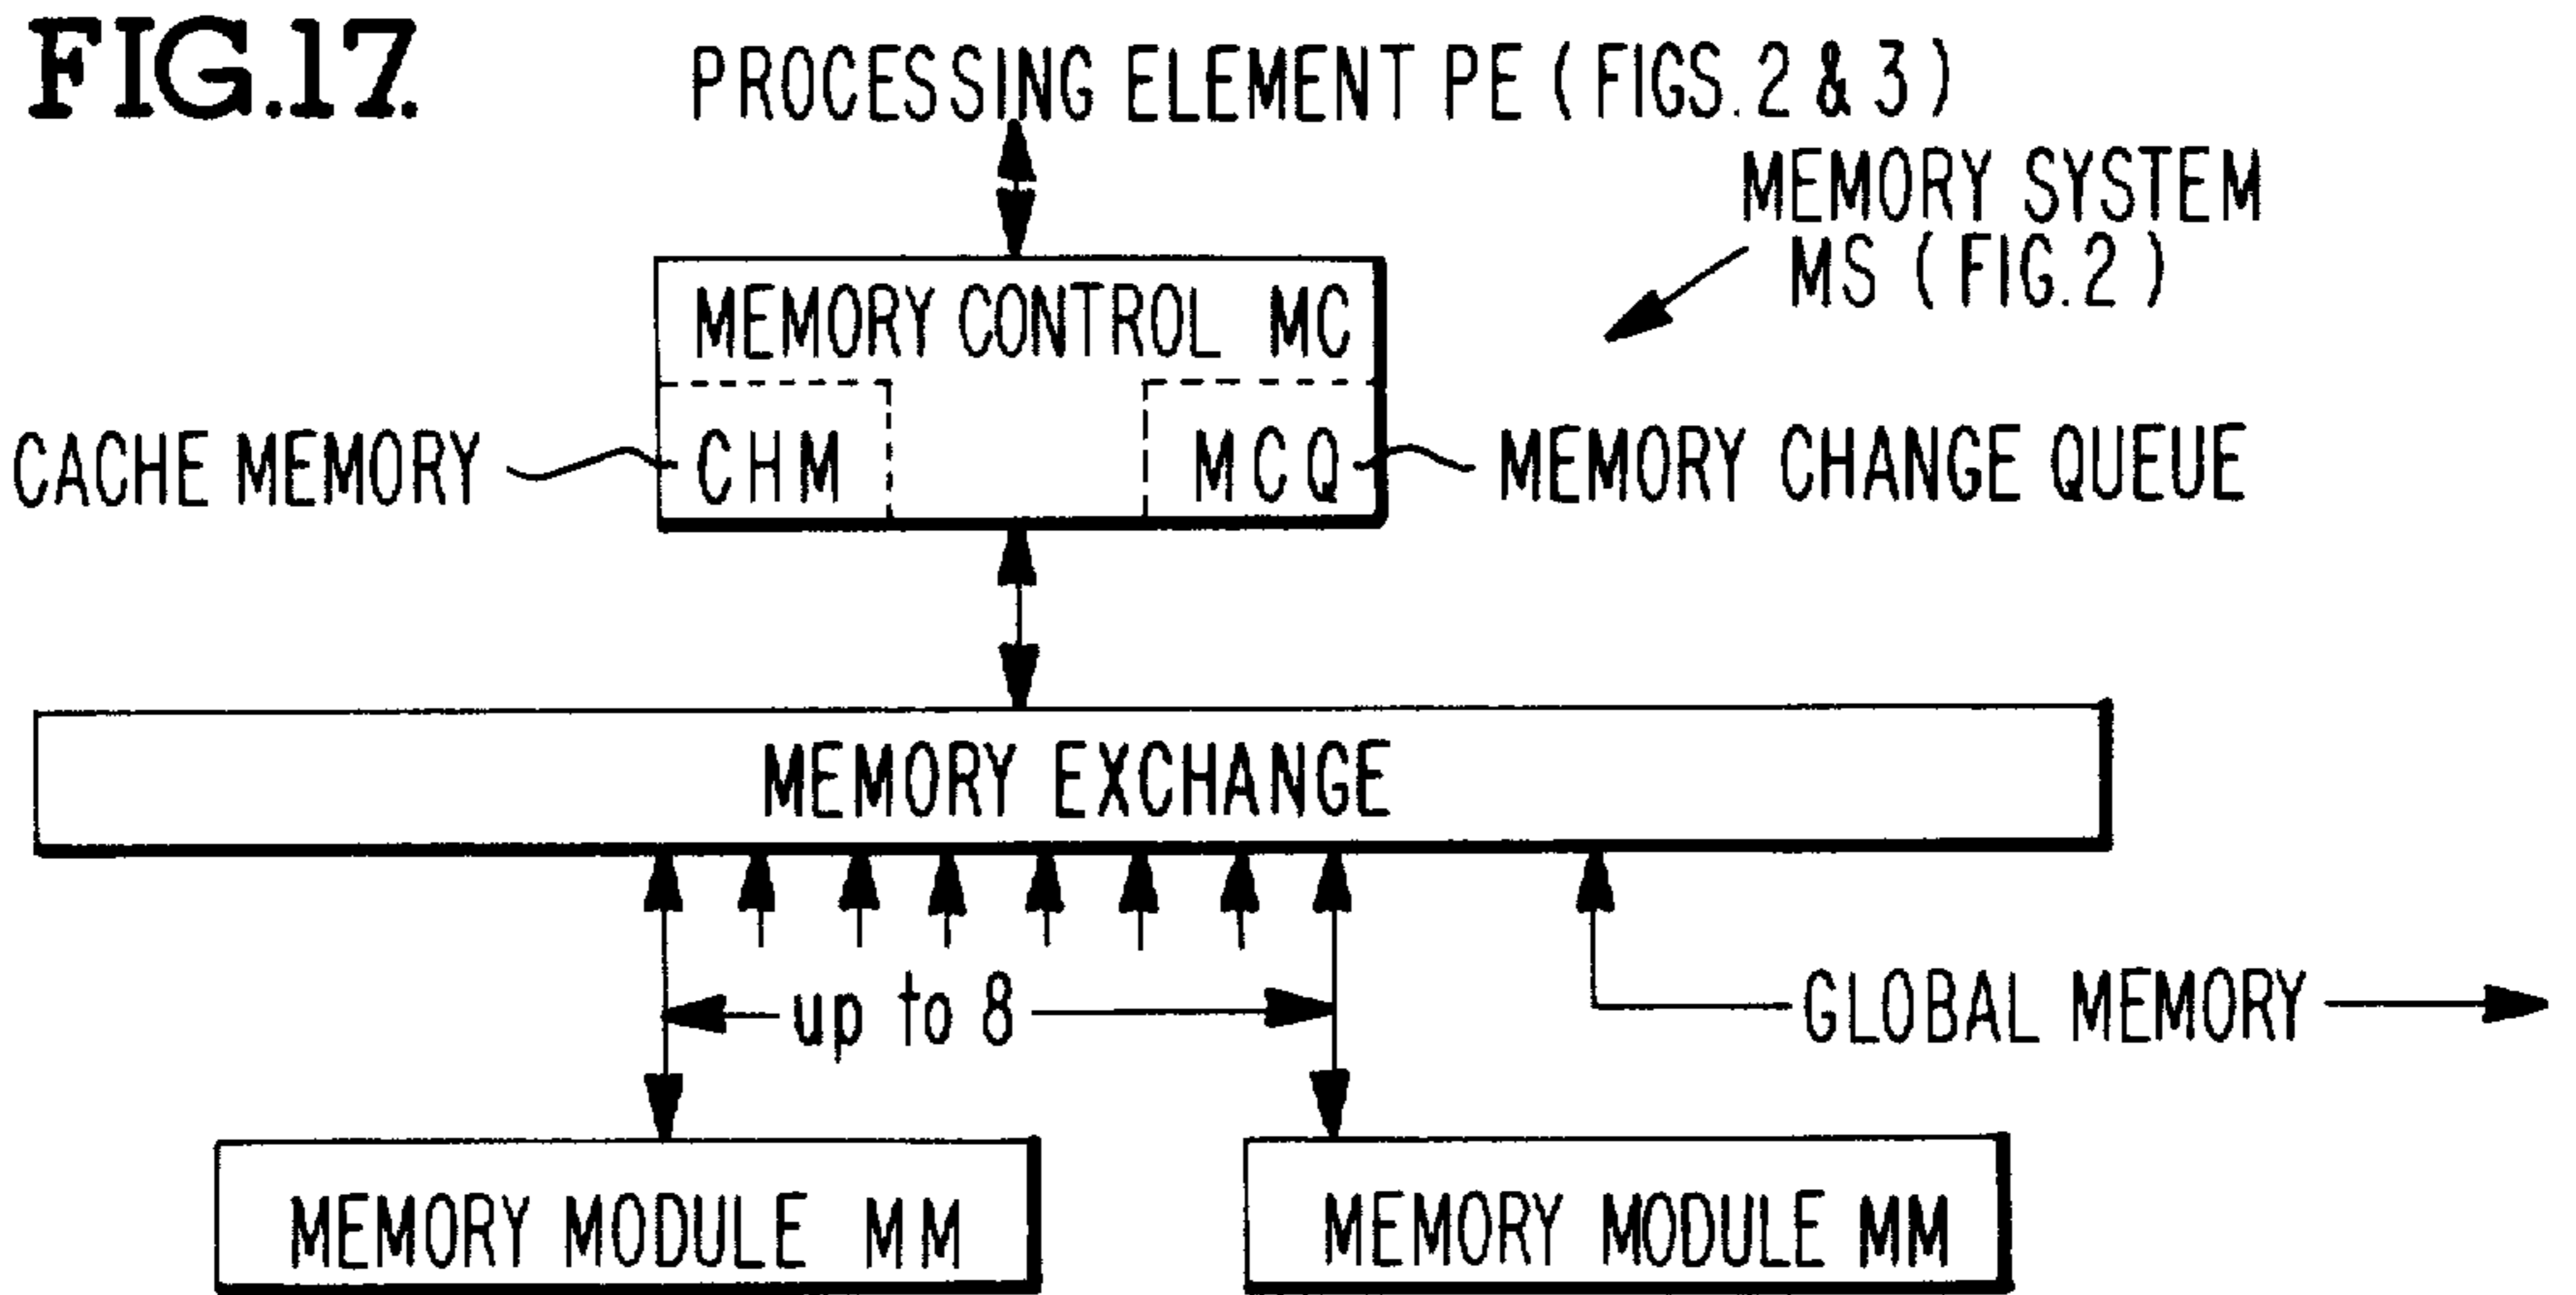 FIG.17.
PROCESSING ELEMENT PE ( FIGS. 2 & 3 )
MEMORY SYSTEM
MS ( FIG.2 )
MEMORY CONTROL MC
CACHE MEMORY
CHM
MCQ
MEMORY CHANGE QUEUE
MEMORY EXCHANGE
up to 8
GLOBAL MEMORY
MEMORY MODULE MM
MEMORY MODULE MM